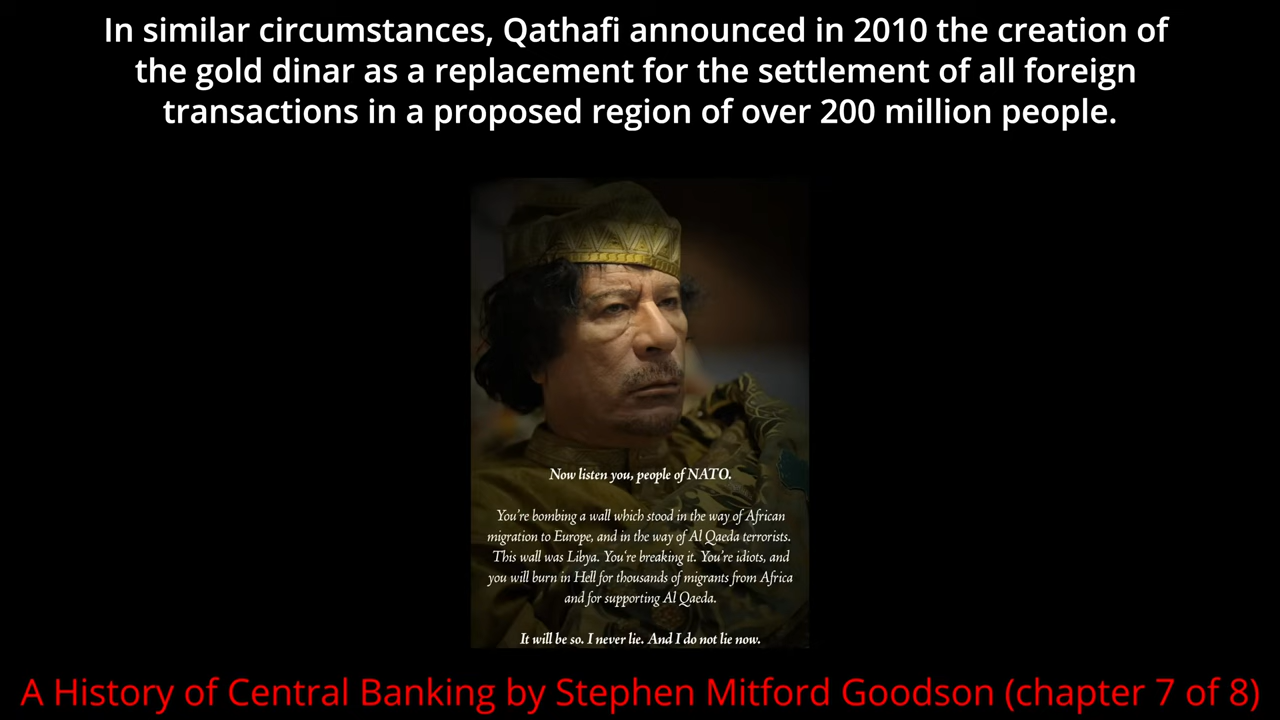 In similar circumstances, Qathafi announced in 2010 the creation of
the gold dinar as a replacement for the settlement of all foreign
transactions in a proposed region of over 200 million people.
Now listen you, people of NATO.
You're bombing a wall which stood in the way of African
migration to Europe, and in the way of Al Qaeda terrorists.
This wall was Libya. You're breaking it. You're idiots, and
you will burn in Hell for thousands of migrants from Africa
and for supporting Al Qaeda.
It will be so. I never lie. And I do not lie now.
A History of Central Banking by Stephen Mitford Goodson (chapter 7 of 8)